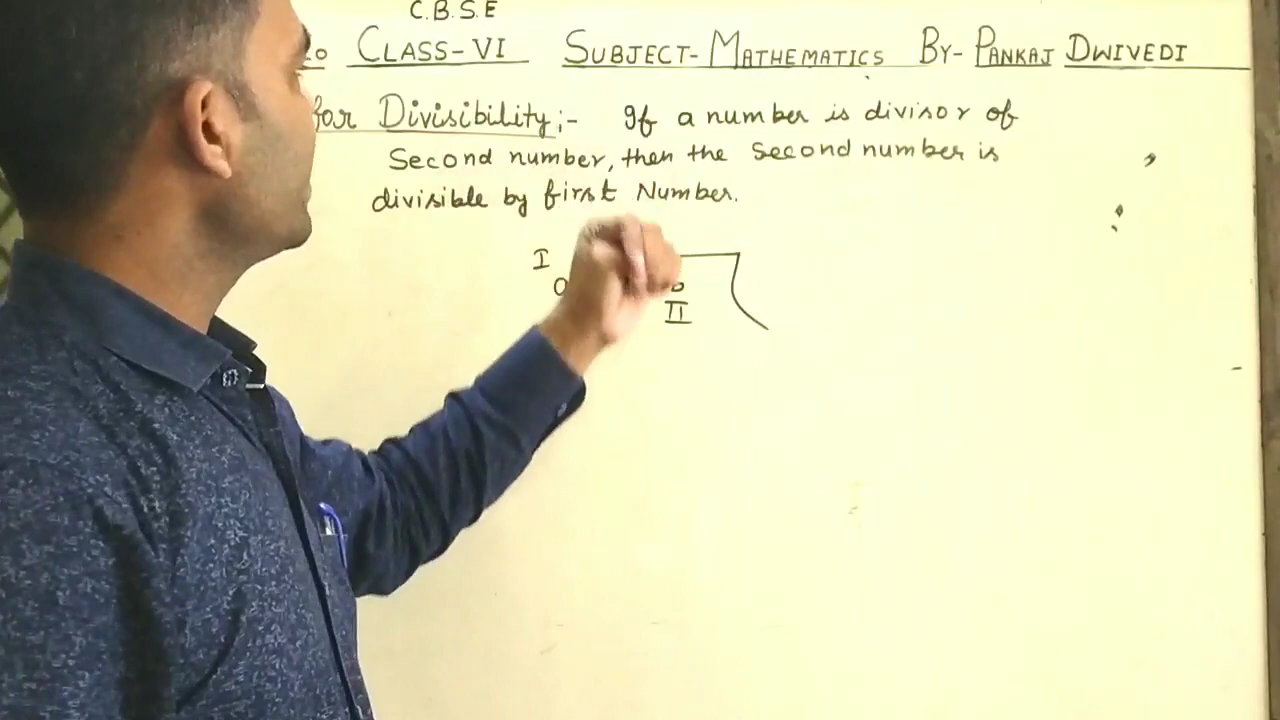 C.B.S.E
CLASS-VI SUBJECT-MATHEMATICS BY- PANKAJ DWIVEDI
for Divisibility:- If a number is divisor of
Second number, then the Second number is
divisible by first Number.
I
a b
II